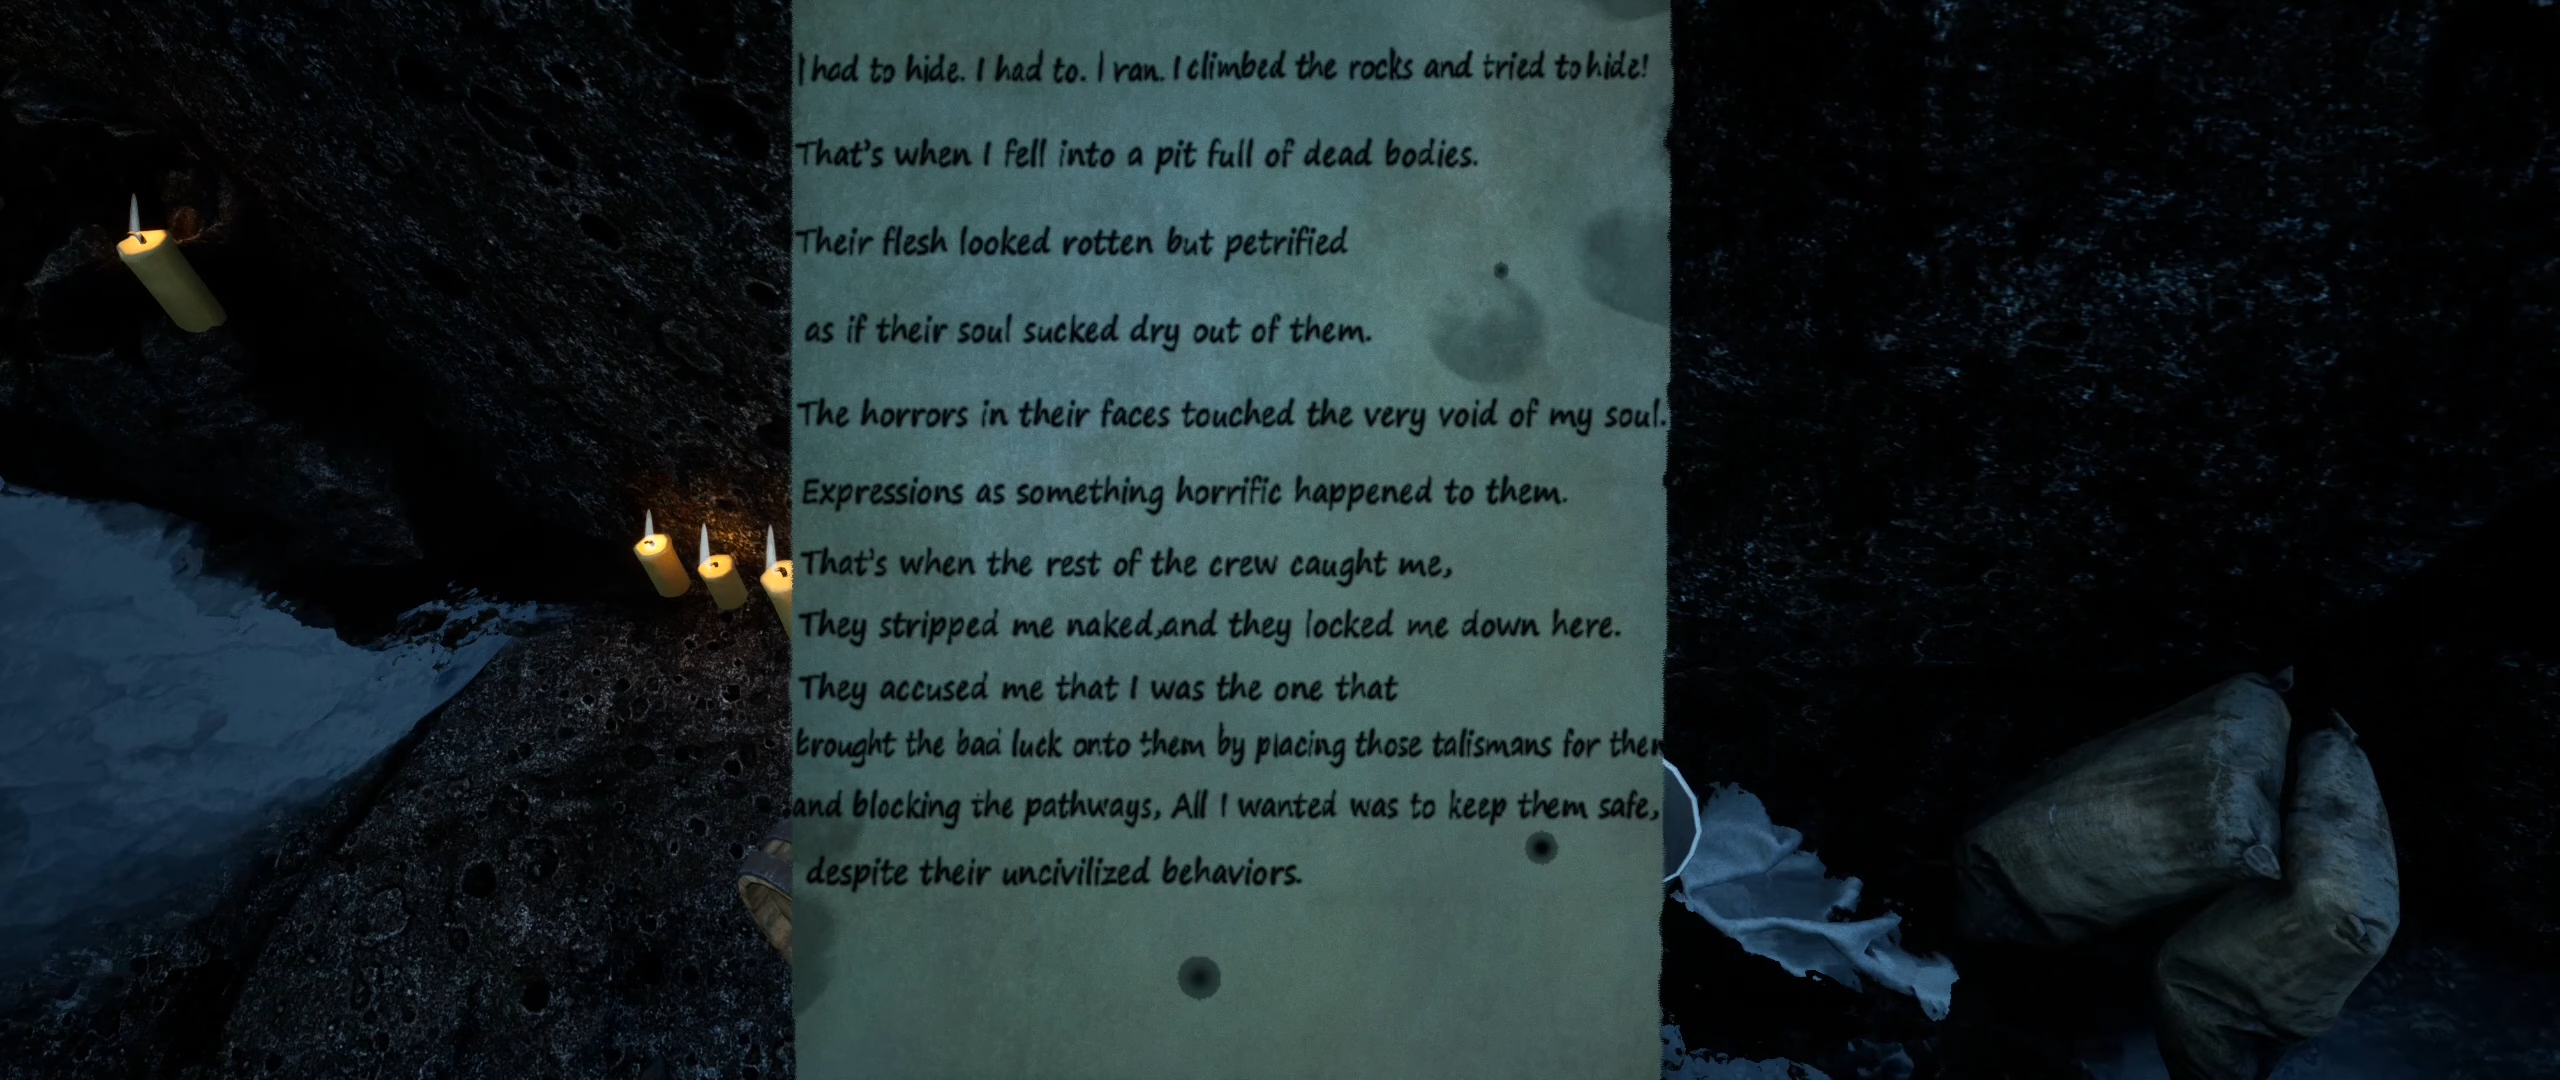 I had to hide. I had to. I ran. I climbed the rocks and tried to hide!
That's when I fell into a pit full of dead bodies.
Their flesh looked rotten but petrified
as if their soul sucked dry out of them.
The horrors in their faces touched the very void of my soul.
Expressions as something horrific happened to them.
That's when the rest of the crew caught me,
They stripped me naked,and they locked me down here.
They accused me that I was the one that
brought the bad luck onto them by placing those talismans for
and blocking the pathways, All I wanted was to keep them safe,
despite their uncivilized behaviors.